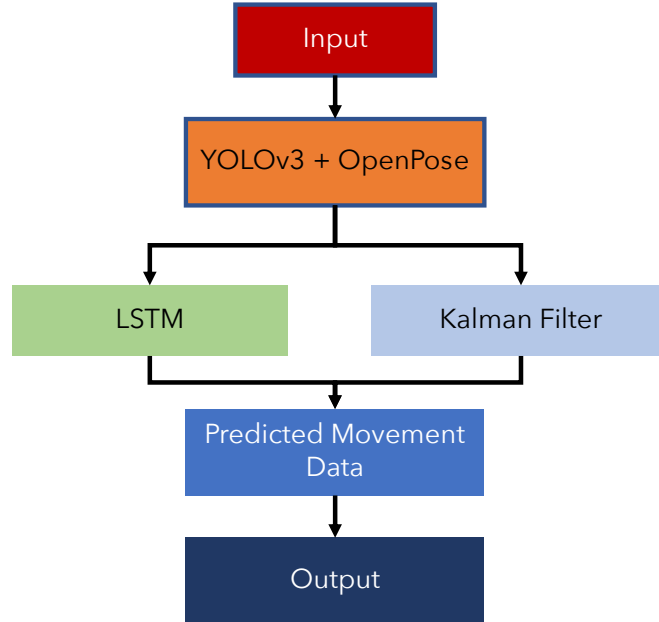 Input
YOLOv3 + OpenPose
LSTM
Kalman Filter
Predicted Movement
Data
Output